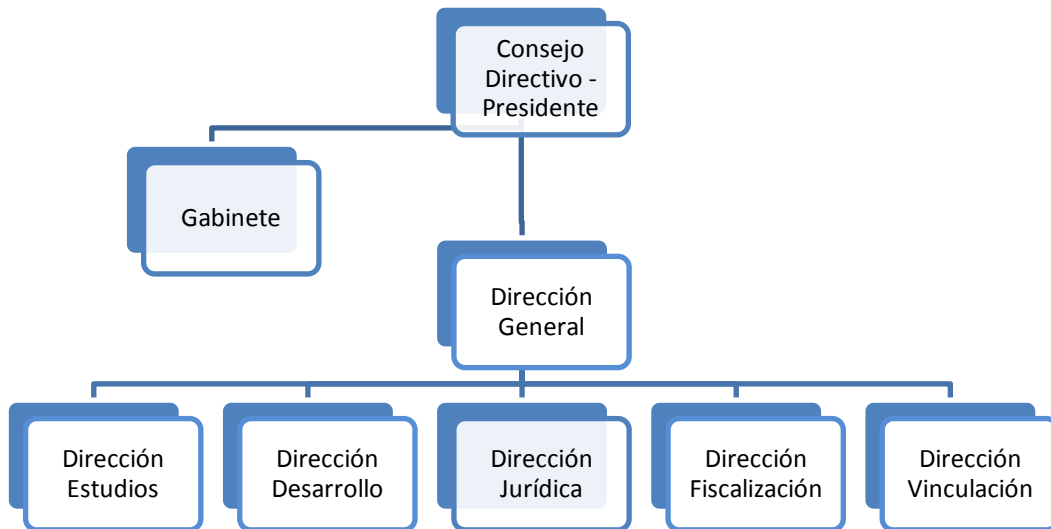 Consejo
Directivo -
Presidente
Gabinete
Dirección
General
Dirección
Estudios
Dirección
Desarrollo
Dirección
Jurídica
Dirección
Fiscalización
Dirección
Vinculación